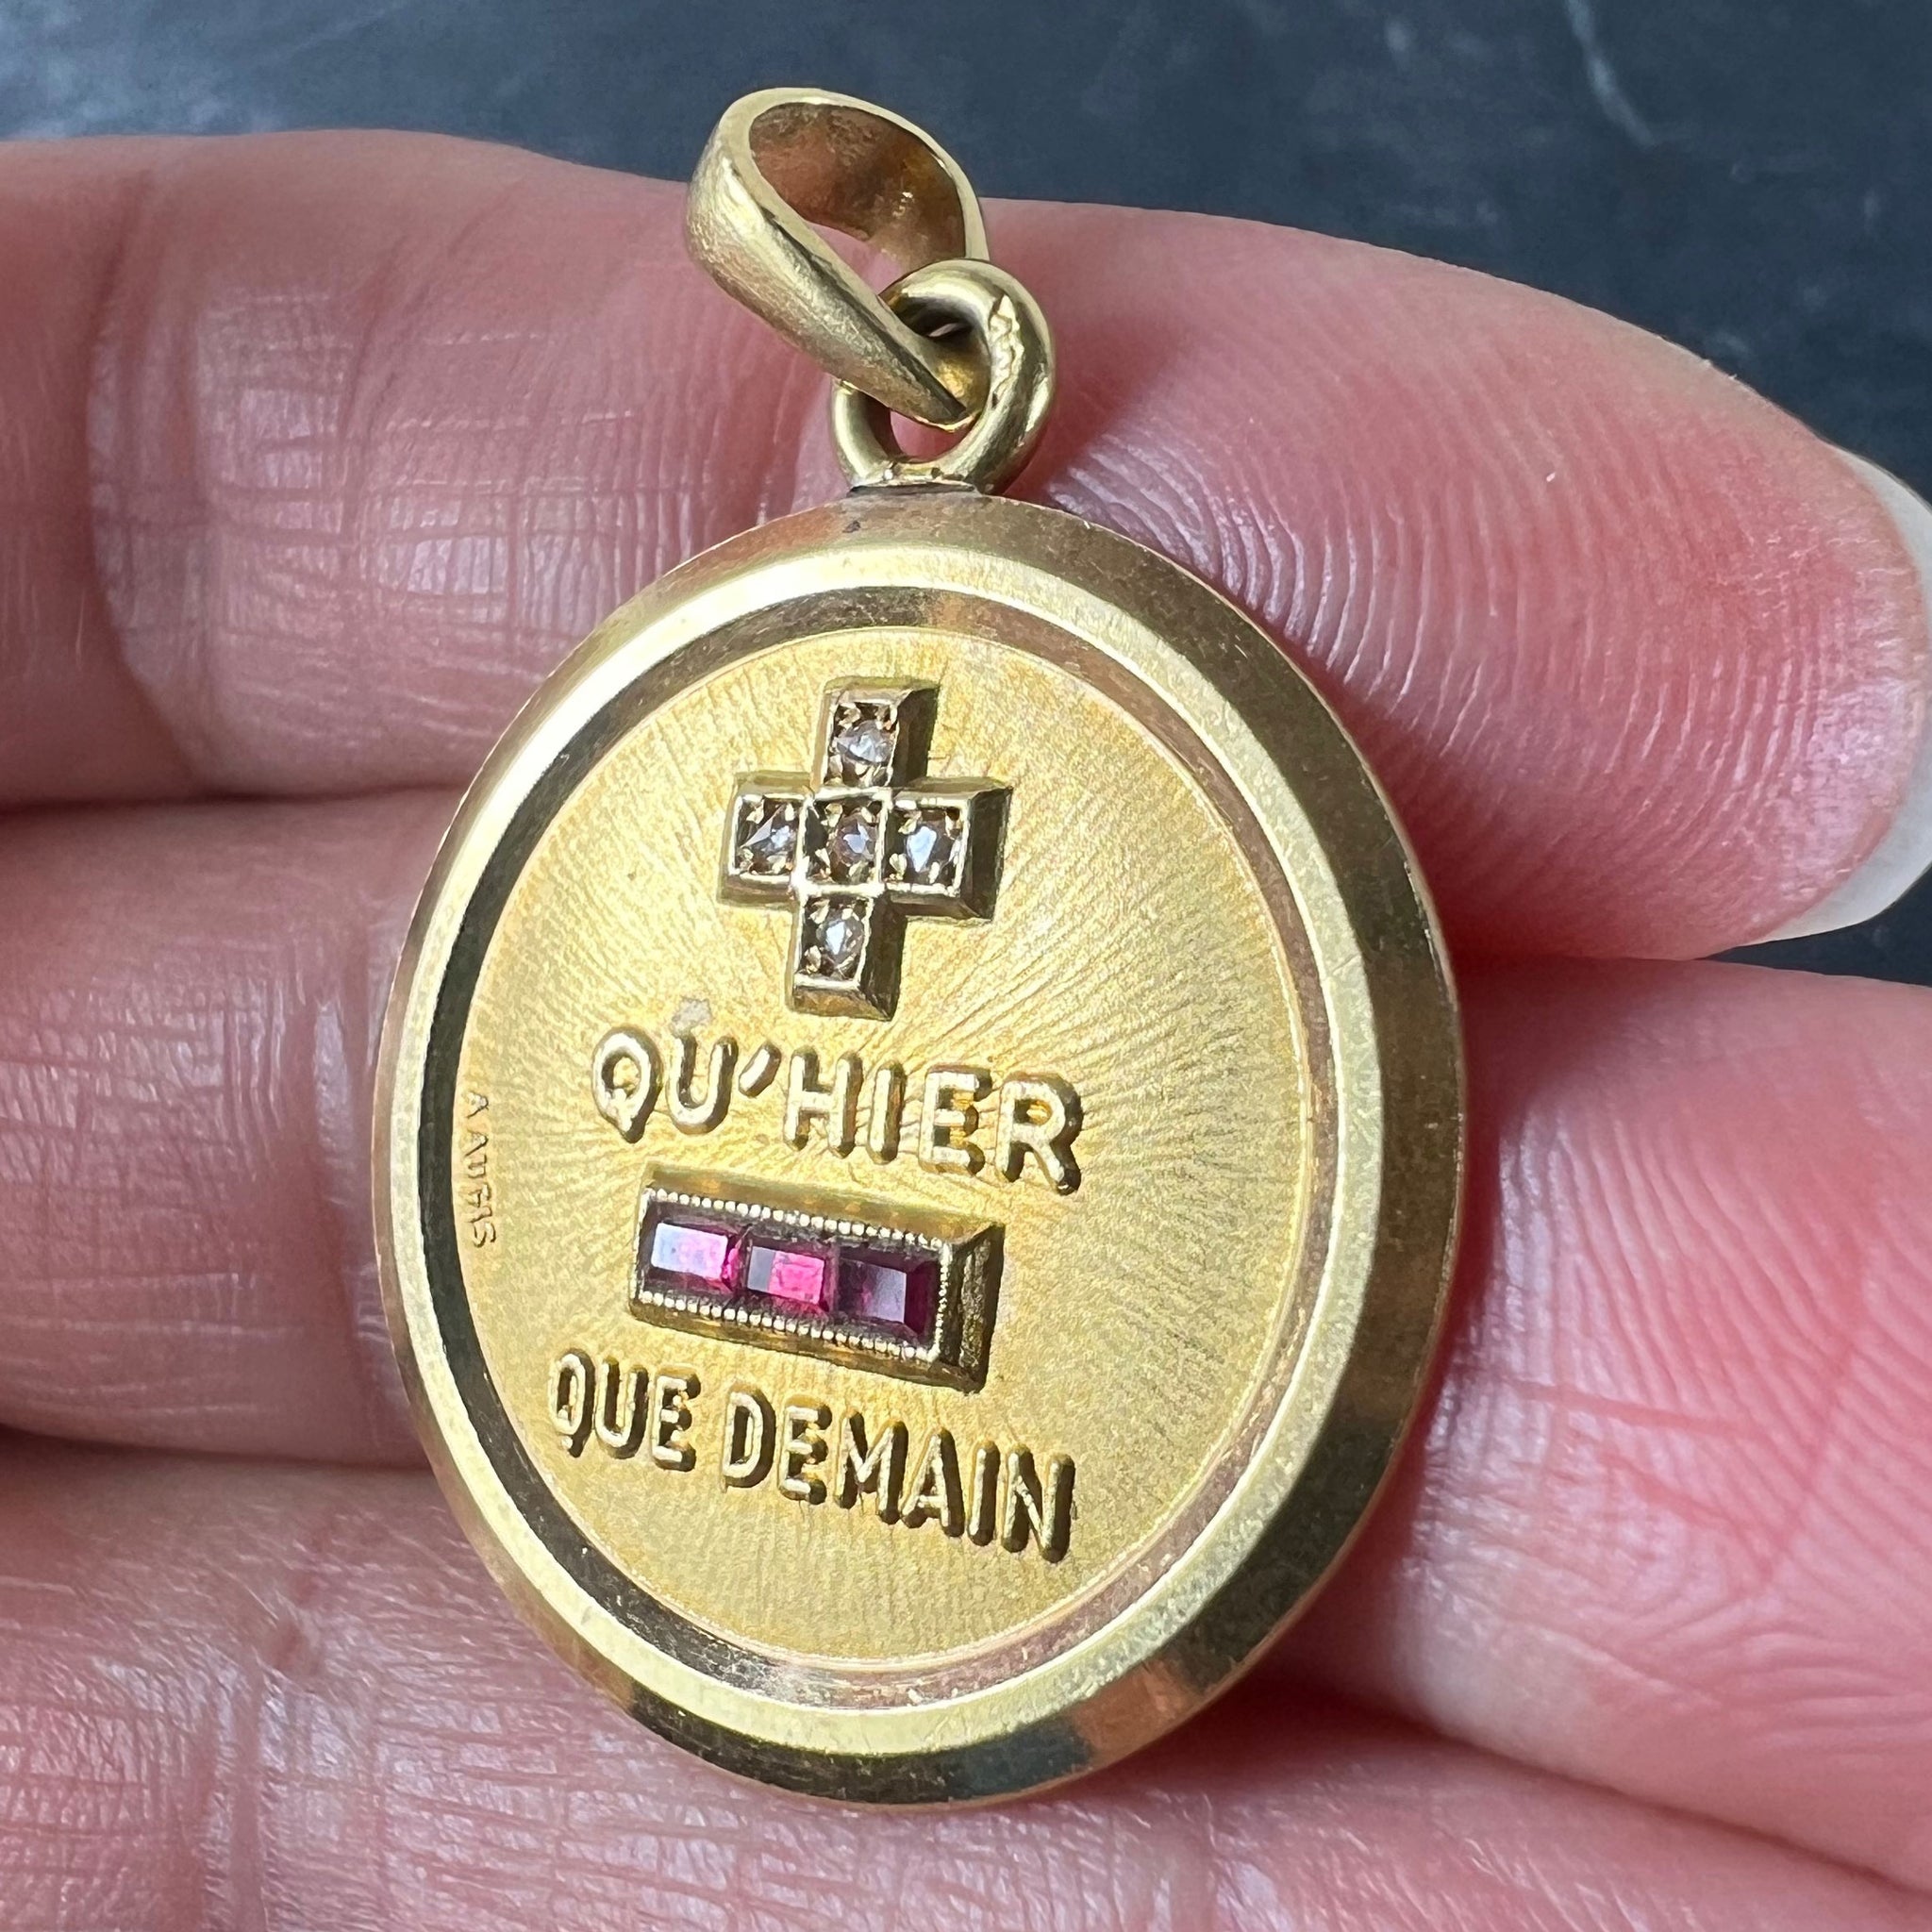 +
QU'HIER
-
QUE DEMAIN
A.AUGIS